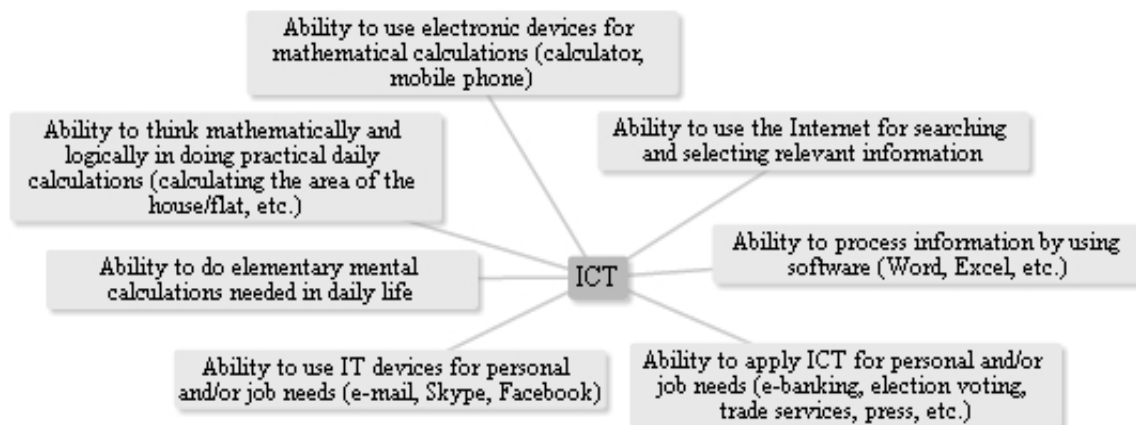 Ability to use electronic devices for
mathematical calculations (calculator,
mobile phone)
Ability to think mathematically and
logically in doing practical daily
calculations (calculating the area of the
house/flat, etc.)
Ability to use the Internet for searching
and selecting relevant information
Ability to do elementary mental
calculations needed in daily life
ICT
Ability to process information by using
software (Word, Excel, etc.)
Ability to use IT devices for personal
and/or job needs (e-mail, Skype, Facebook)
Ability to apply ICT for personal and/or
job needs (e-banking, election voting,
trade services, press, etc.)